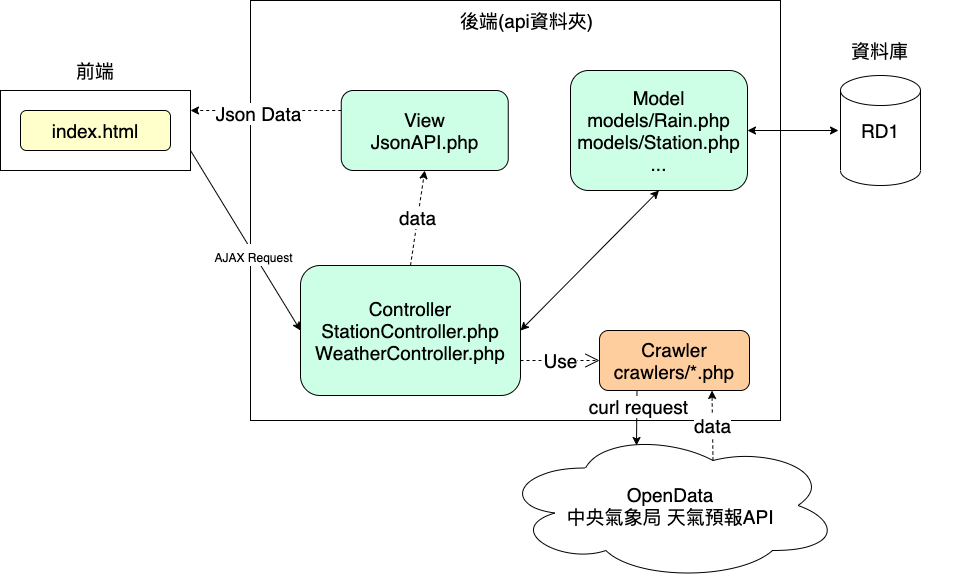 後端(api資料夾)
資料庫
前端
index.html
Json Data
View
JsonAPI.php
Model
models/Rain.php
models/Station.php
...
RD1
data
AJAX Request
Controller
StationController.php
WeatherController.php
Use
Crawler
crawlers/*.php
curl request
data
OpenData
中央氣象局 天氣預報API